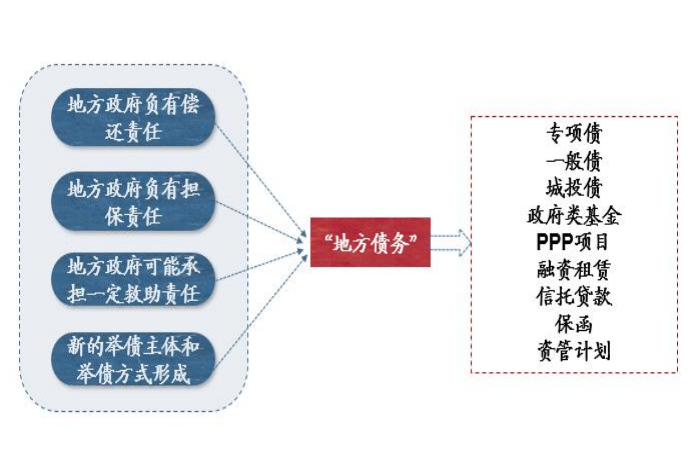 地方政府负有偿
还责任
地方政府负有担
保责任
地方政府可能承
担一定救助责任
新的举债主体和
举债方式形成
“地方债务”
专项债
一般债
城投债
政府类基金
PPP项目
融资租赁
信托贷款
保函
资管计划